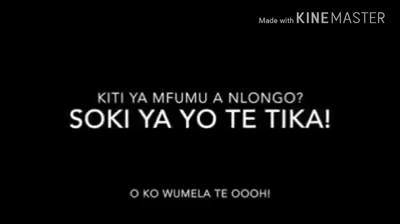 Made with KINEMASTER
KITI YA MFUMU A NLONGO?
SOKI YA YO TE TIKA!
O KO WUMELA TE OOOH!